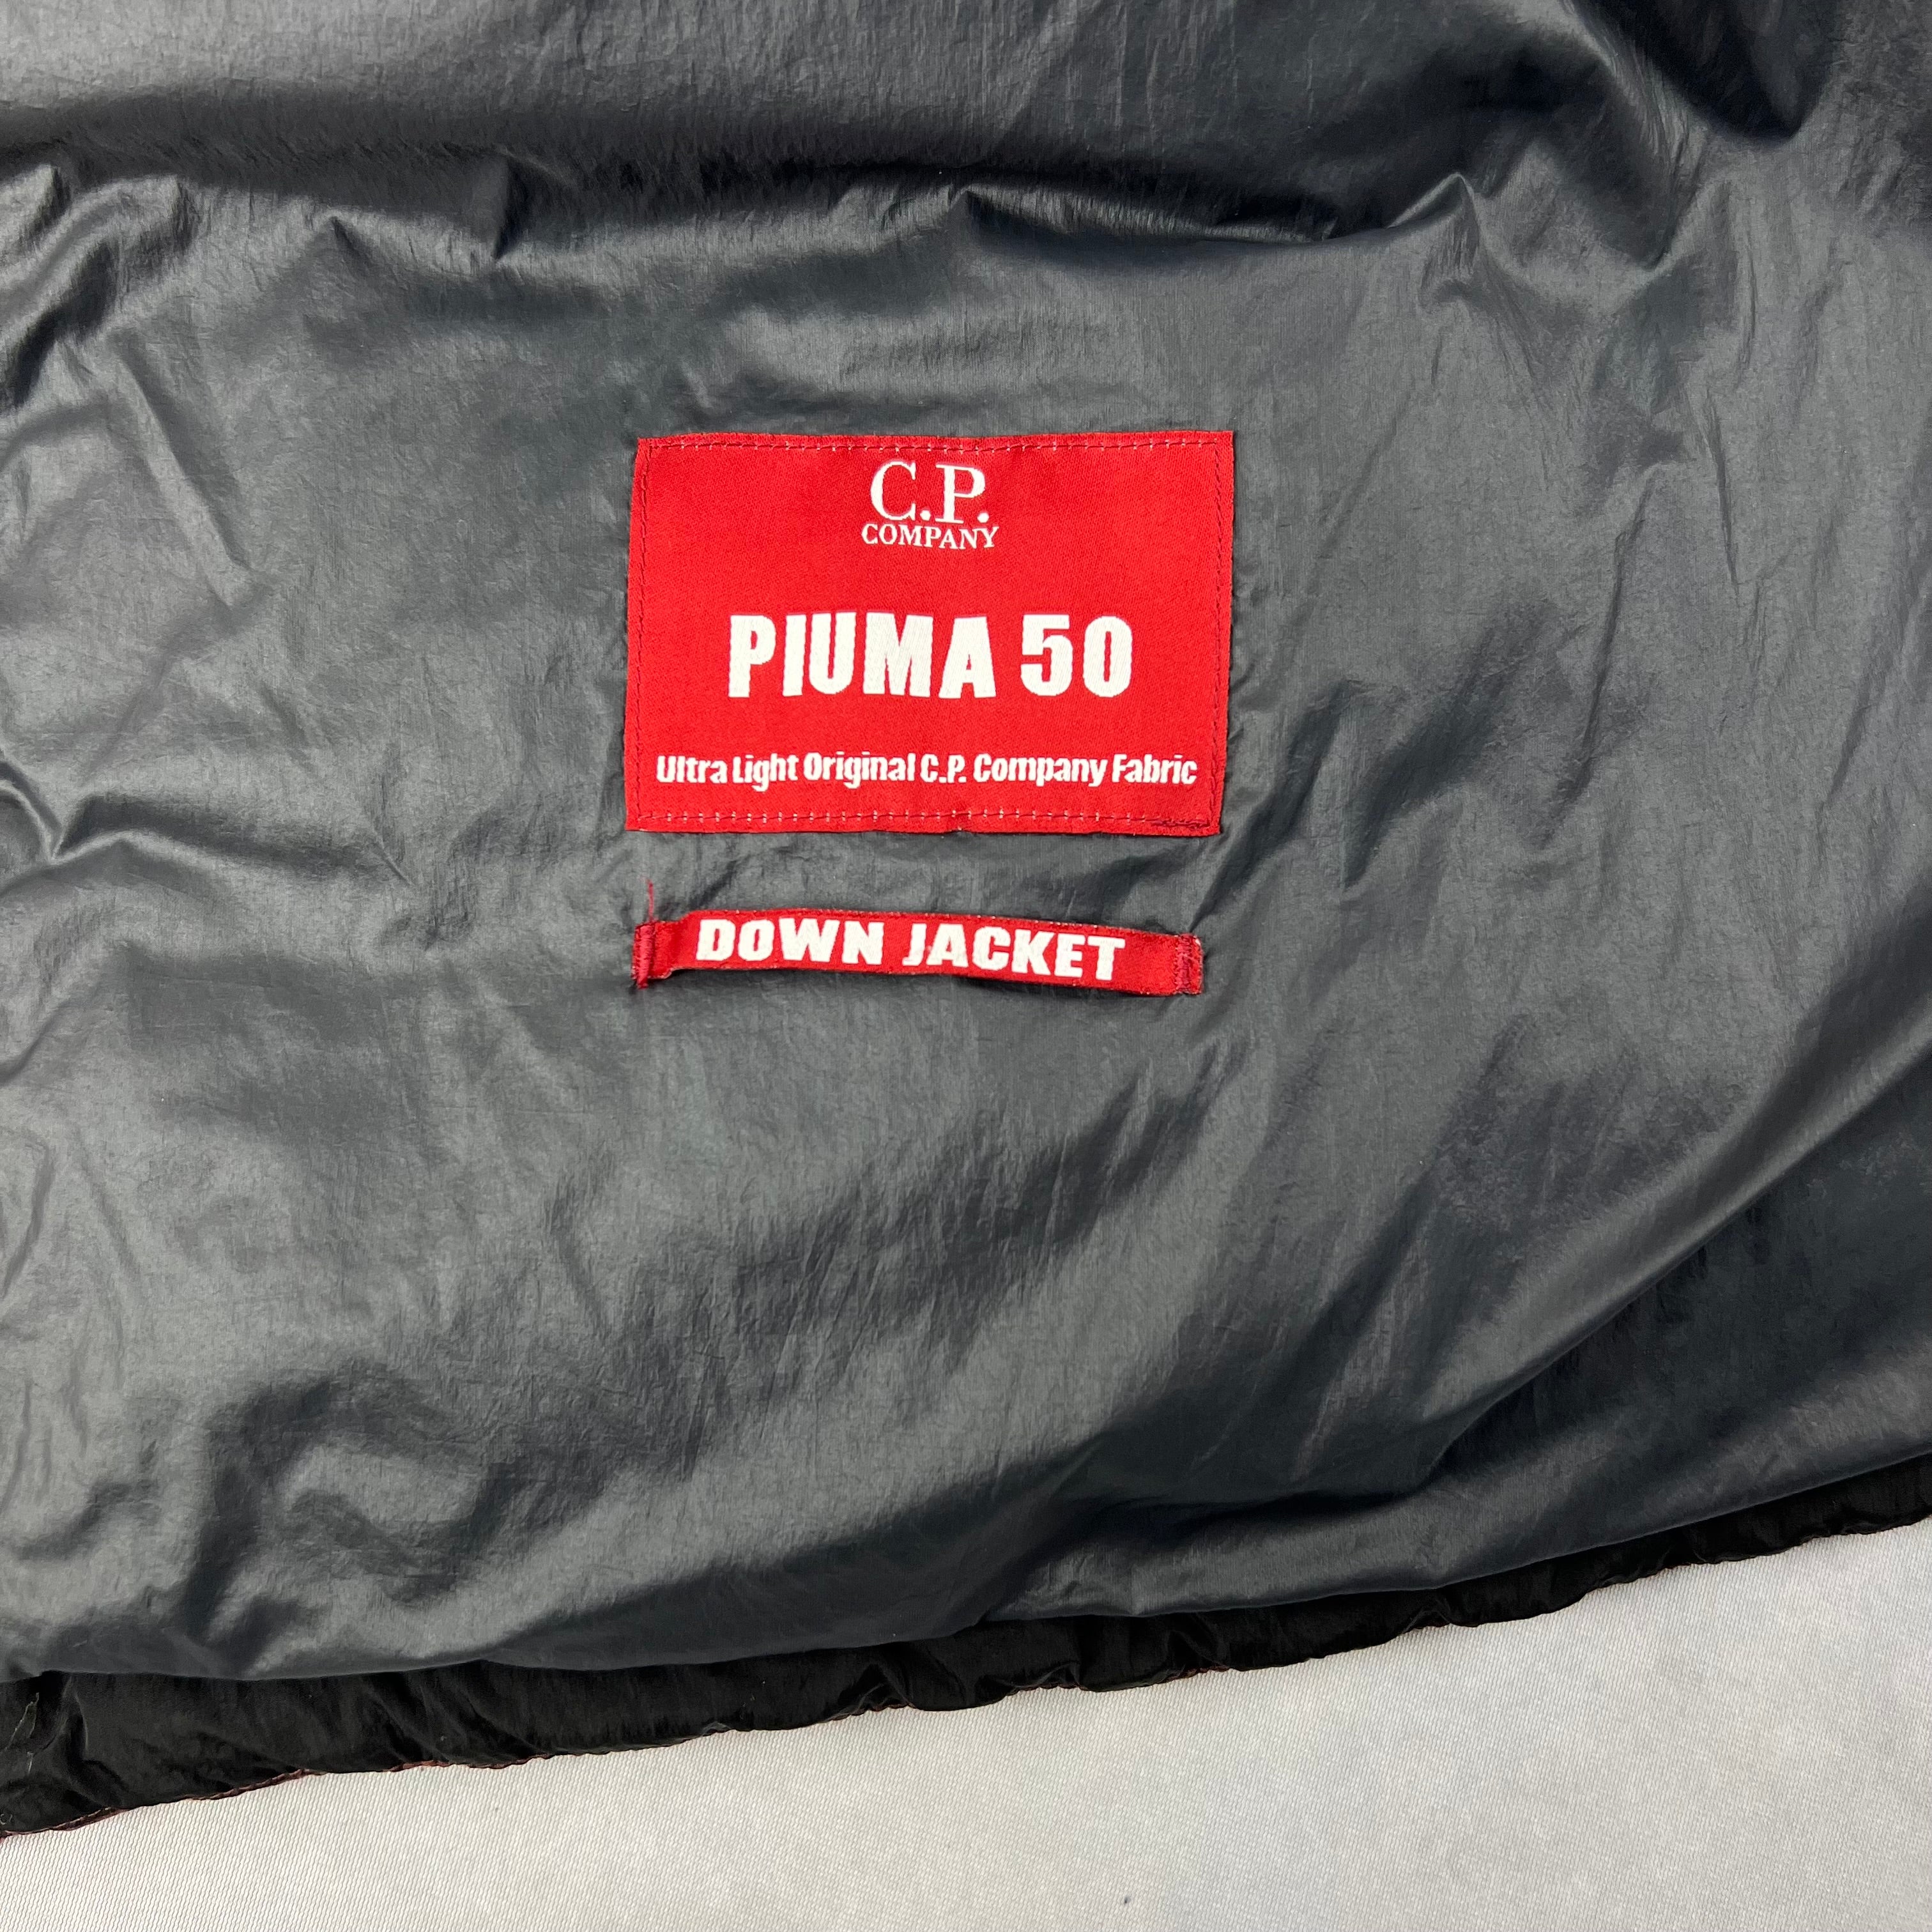 C.P.
COMPANY
PIUMA 50
Ultra Light Original C.P. Company Fabric
DOWN JACKET